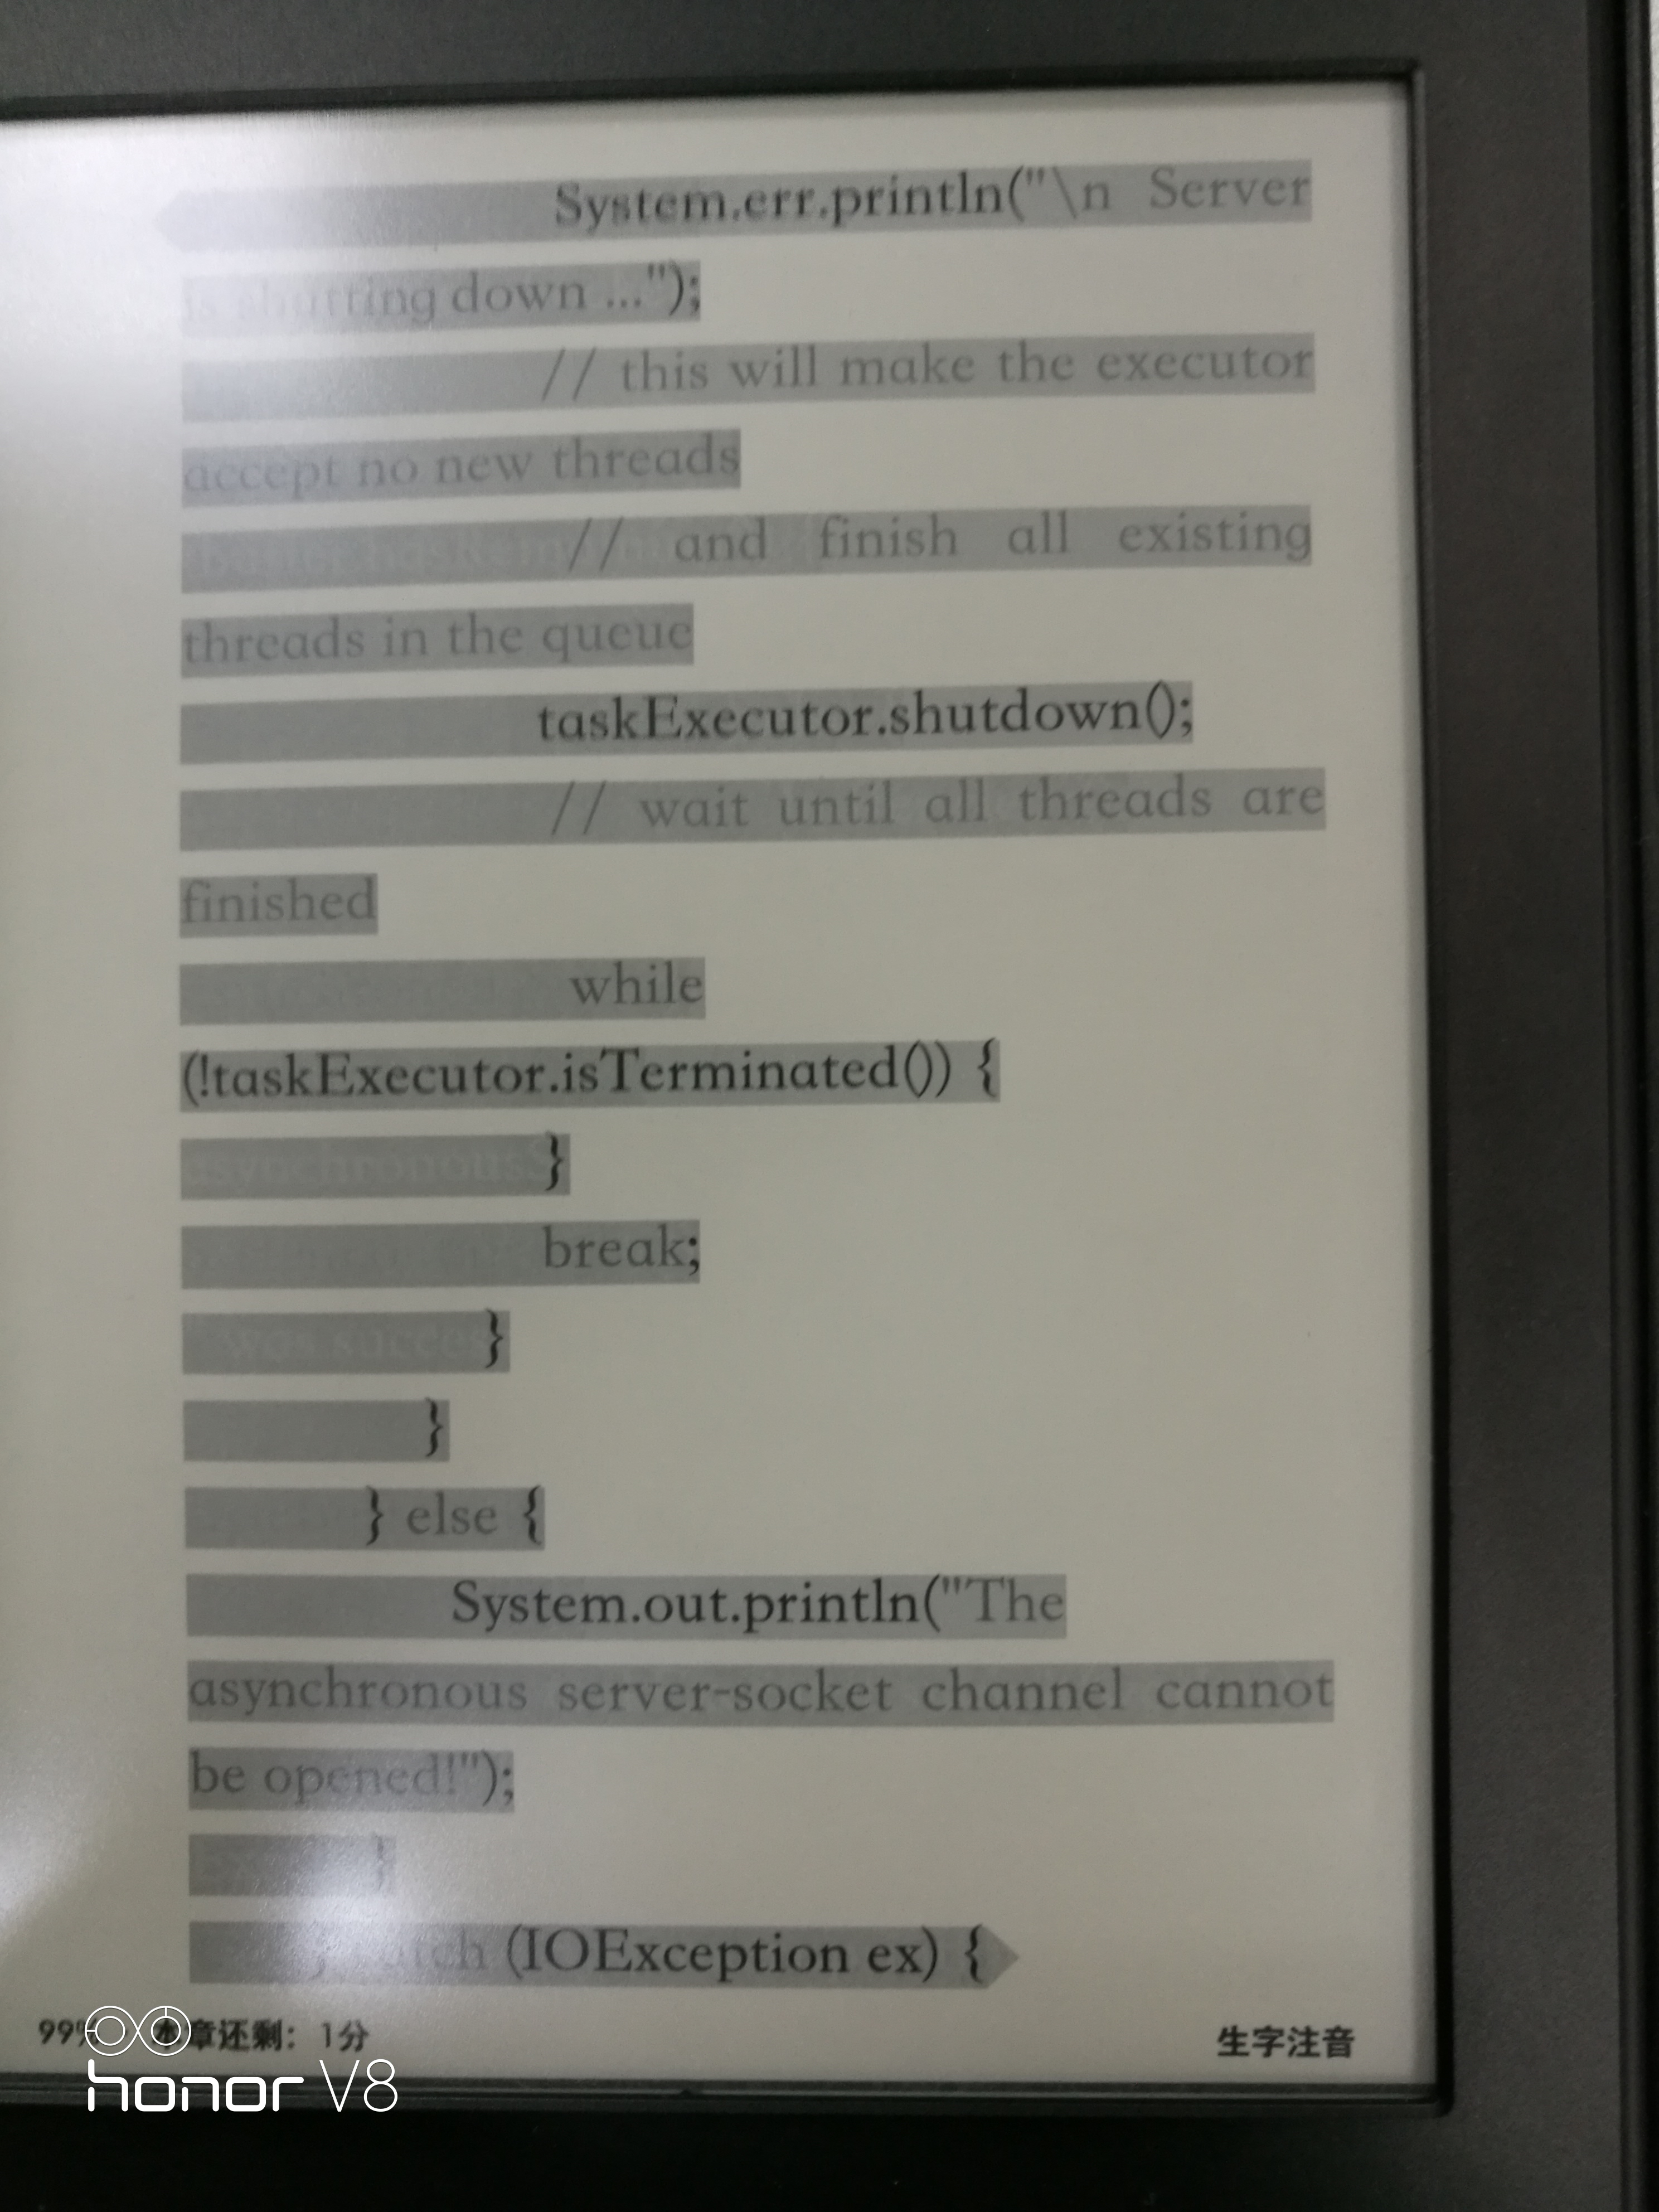 System.err.println("\n Server
is shutting down ...");
// this will make the executor
accept no new threads
// and finish all existing
threads in the queue
taskExecutor.shutdown();
// wait until all threads are
finished
while
(!taskExecutor.isTerminated()) {
}
break;
}
}
} else {
System.out.println("The
asynchronous server-socket channel cannot
be opened!");
}
} catch (IOException ex) {
99% 本章还剩：1分 生字注音
honor V8